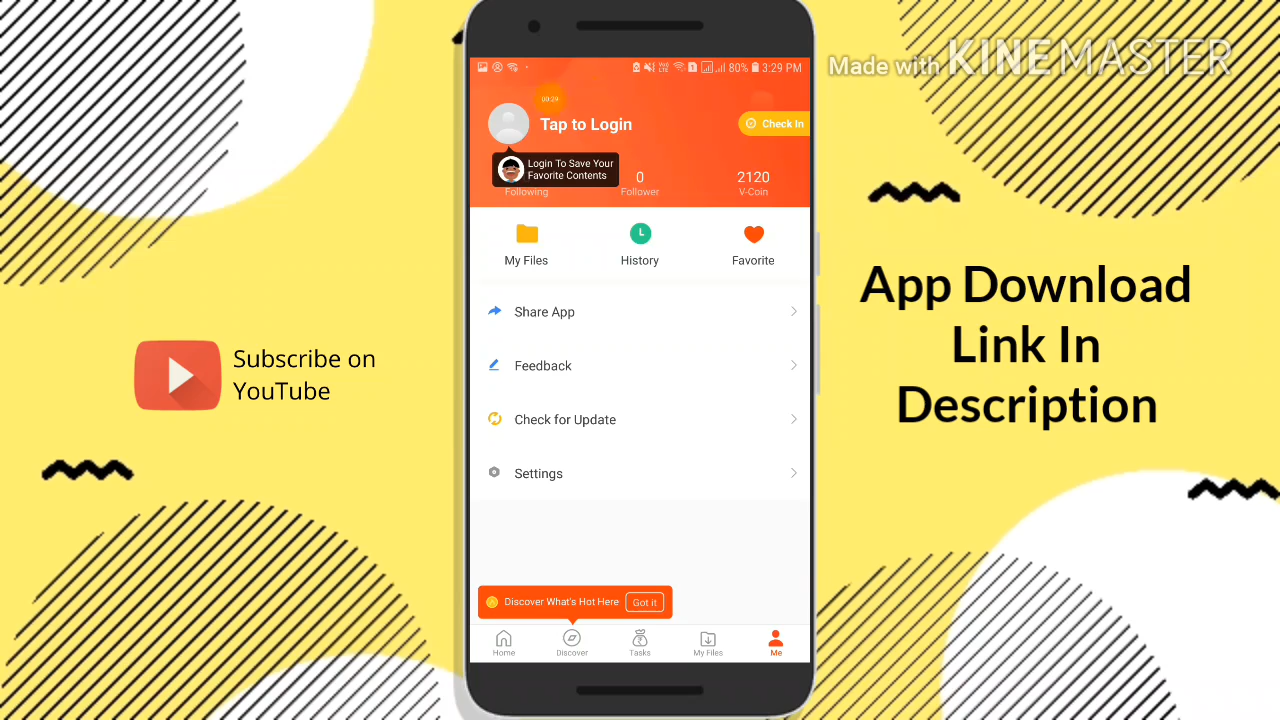 Made with KINEMASTER
80% 3:29 PM
00:29
Tap to Login
Check In
Login To Save Your
Favorite Contents
0
2120
Following
Follower
V-Coin
My Files
History
Favorite
Share App
Feedback
Check for Update
Settings
Discover What's Hot Here
Got it
Home
Discover
Tasks
My Files
Me
Subscribe on
YouTube
App Download
Link In
Description